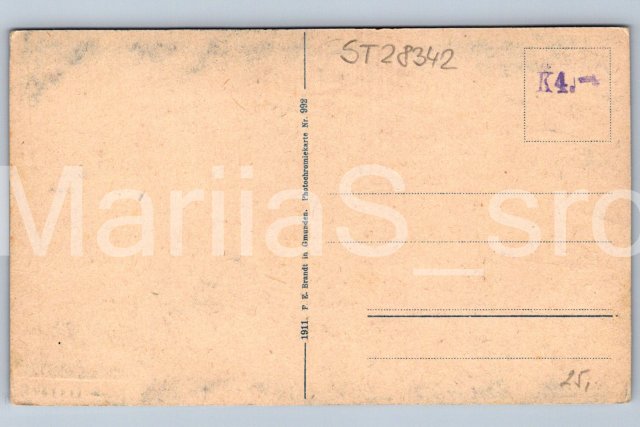 ST28342
K4.—
1911. F. E. Brandt in Gmunden. Photochromiekarte Nr. 992
MariiaS_sro
25,